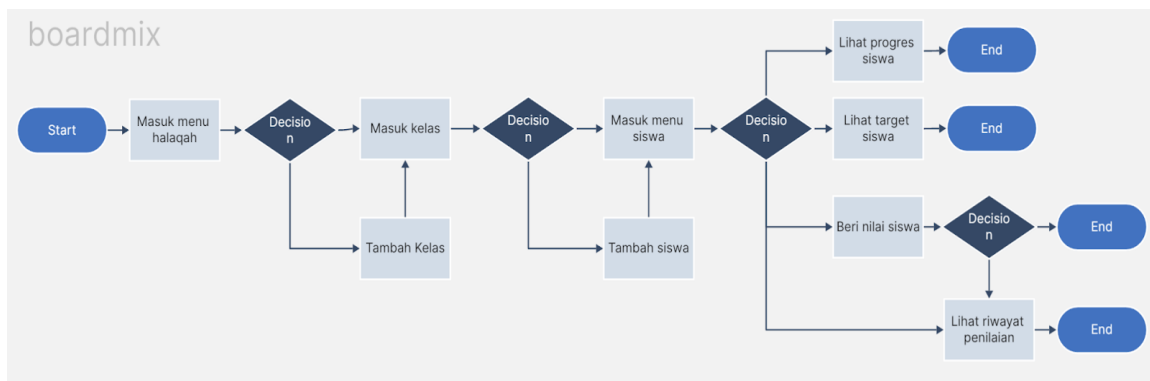 boardmix
Start
Masuk menu
halaqah
Decisio
n
Masuk kelas
Tambah Kelas
Decisio
n
Masuk menu
siswa
Tambah siswa
Decisio
n
Lihat progres
siswa
End
Lihat target
siswa
End
Beri nilai siswa
Decisio
n
End
Lihat riwayat
penilaian
End